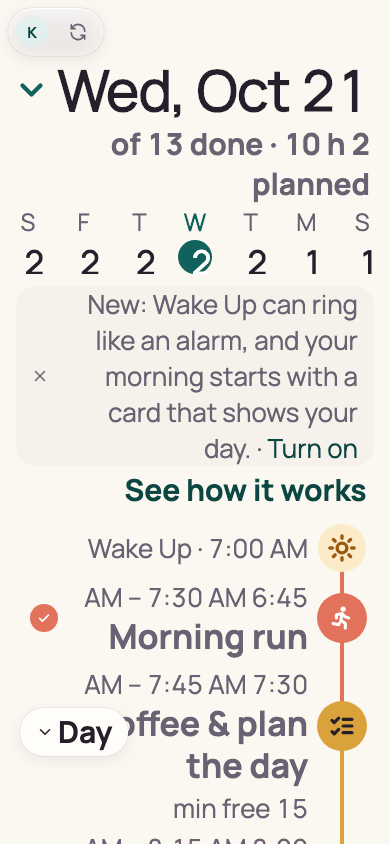 K
Wed, Oct 21
of 13 done · 10 h 2
planned
S F T W T M S
2 2 2 2 2 1 1
New: Wake Up can ring
like an alarm, and your
morning starts with a
card that shows your
day. · Turn on
See how it works
Wake Up · 7:00 AM
AM – 7:30 AM 6:45
Morning run
AM – 7:45 AM 7:30
offee & plan
the day
Day
min free 15